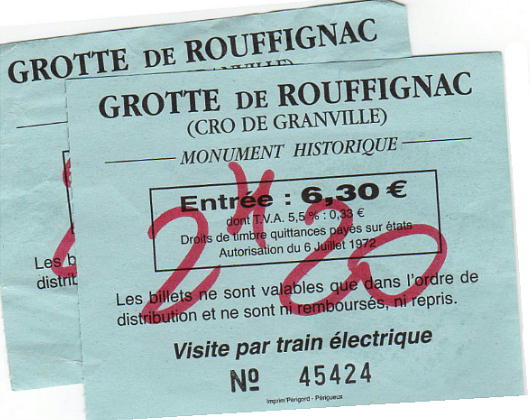 GROTTE DE ROUFFIGNAC
GROTTE DE ROUFFIGNAC
(CRO DE GRANVILLE)
MONUMENT HISTORIQUE
Entrée : 6,30 €
dont T.V.A. 5,5 % : 0,33 €
Droits de timbre quittances payés sur états
Autorisation du 6 Juillet 1972
2 H 20
Les b
distrib
Les billets ne sont valables que dans l'ordre de
distribution et ne sont ni remboursés, ni repris.
Visite par train électrique
Nº 45424
Imprim'Périgord - Périgueux